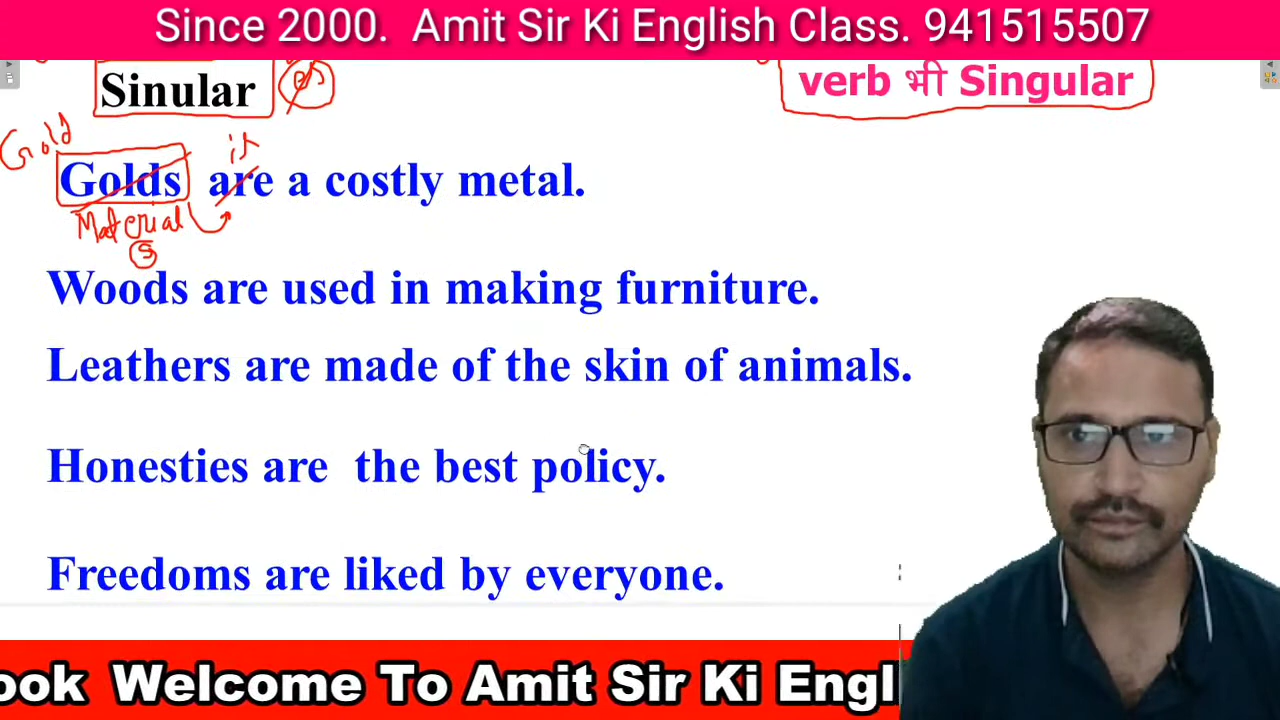 Since 2000. Amit Sir Ki English Class. 941515507
Sinular
verb भी Singular
Gold is
Golds are a costly metal.
Material
S
Woods are used in making furniture.
Leathers are made of the skin of animals.
Honesties are the best policy.
Freedoms are liked by everyone.
ook Welcome To Amit Sir Ki Engl